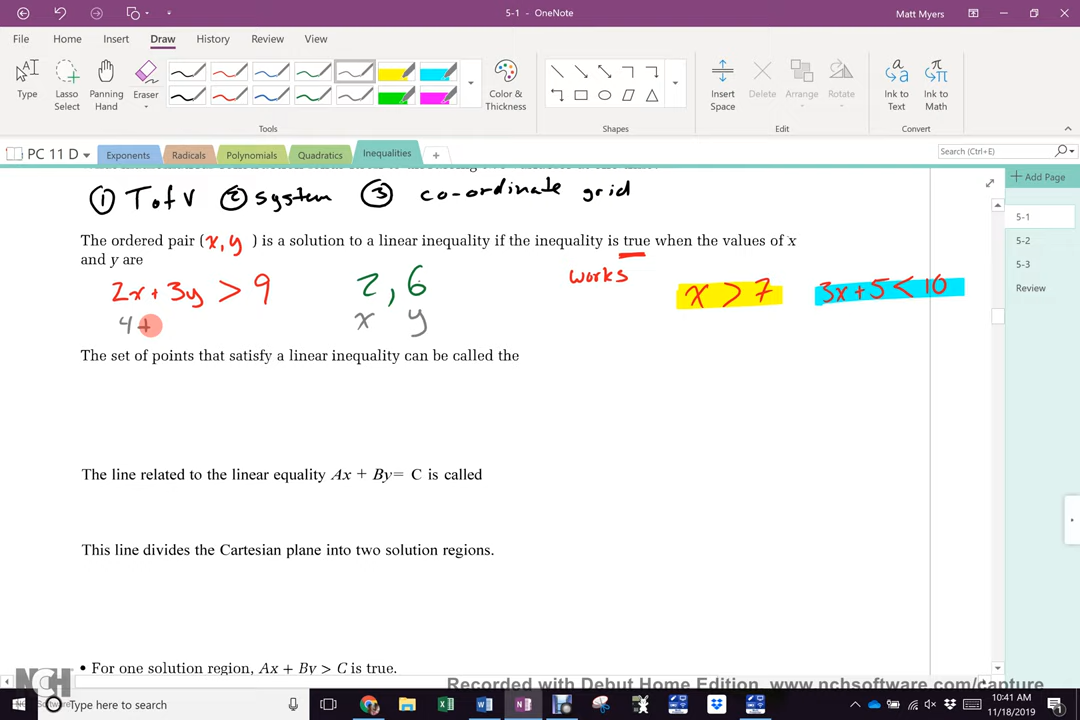 5-1 - OneNote
Matt Myers
File Home Insert Draw History Review View
Type
Lasso Select
Panning Hand
Eraser
Color & Thickness
Insert Space
Delete
Arrange
Rotate
Ink to Text
Ink to Math
Tools
Shapes
Edit
Convert
PC 11 D
Exponents Radicals Polynomials Quadratics Inequalities +
Search (Ctrl+E)
Add Page
5-1
5-2
5-3
Review
① T of V ② system ③ co-ordinate grid
The ordered pair (x, y ) is a solution to a linear inequality if the inequality is true when the values of x
and y are
works
2x + 3y > 9 2, 6 x > 7 3x + 5 < 10
4 + x y
The set of points that satisfy a linear inequality can be called the
The line related to the linear equality Ax + By = C is called
This line divides the Cartesian plane into two solution regions.
• For one solution region, Ax + By > C is true.
NCH
Recorded with Debut Home Edition, www.nchsoftware.com/capture
Type here to search
10:41 AM
11/18/2019